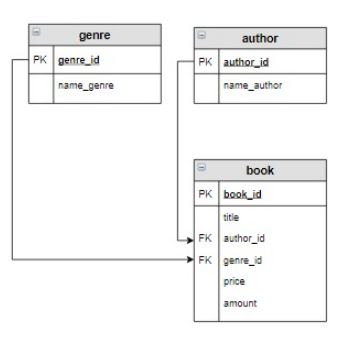 genre
PK genre_id
name_genre
author
PK author_id
name_author
book
PK book_id
title
FK author_id
FK genre_id
price
amount